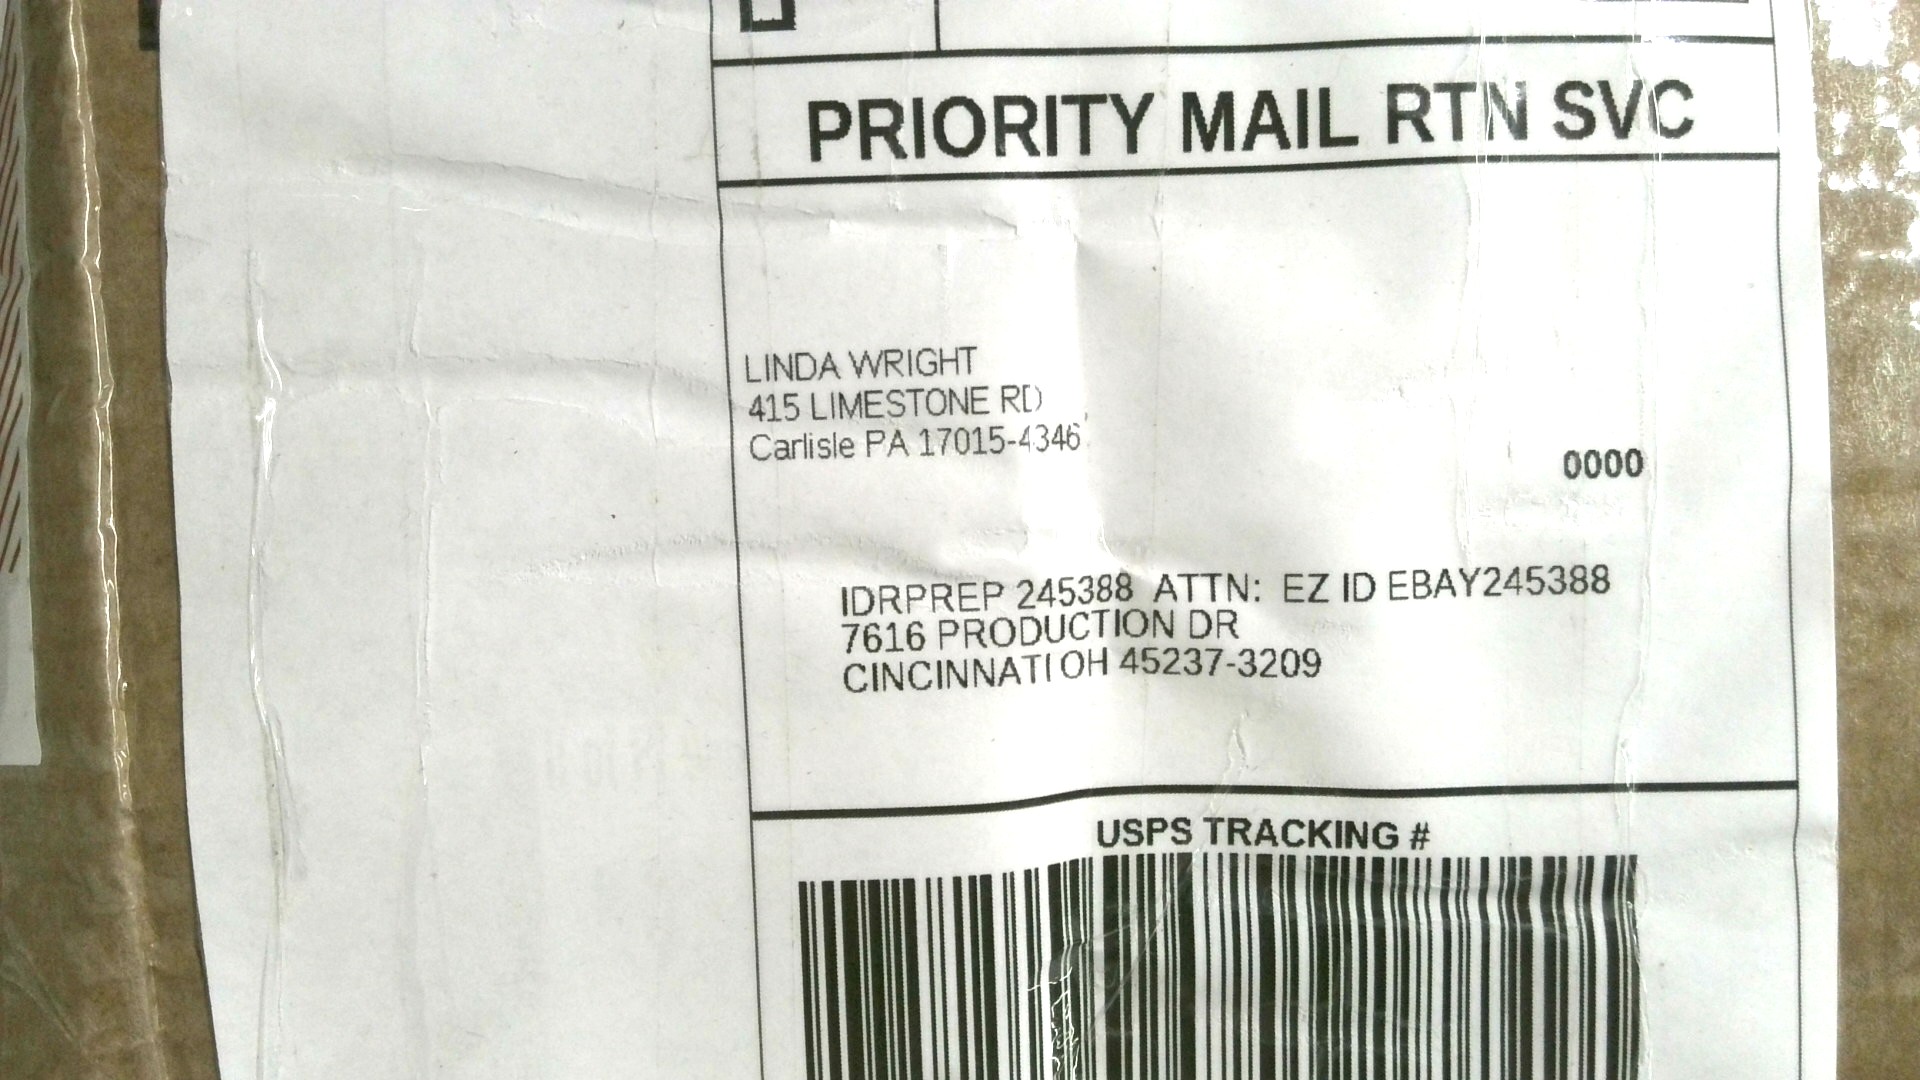 PRIORITY MAIL RTN SVC
LINDA WRIGHT
415 LIMESTONE RD
Carlisle PA 17015-4346
0000
IDRPREP 245388 ATTN: EZ ID EBAY245388
7616 PRODUCTION DR
CINCINNATI OH 45237-3209
USPS TRACKING #